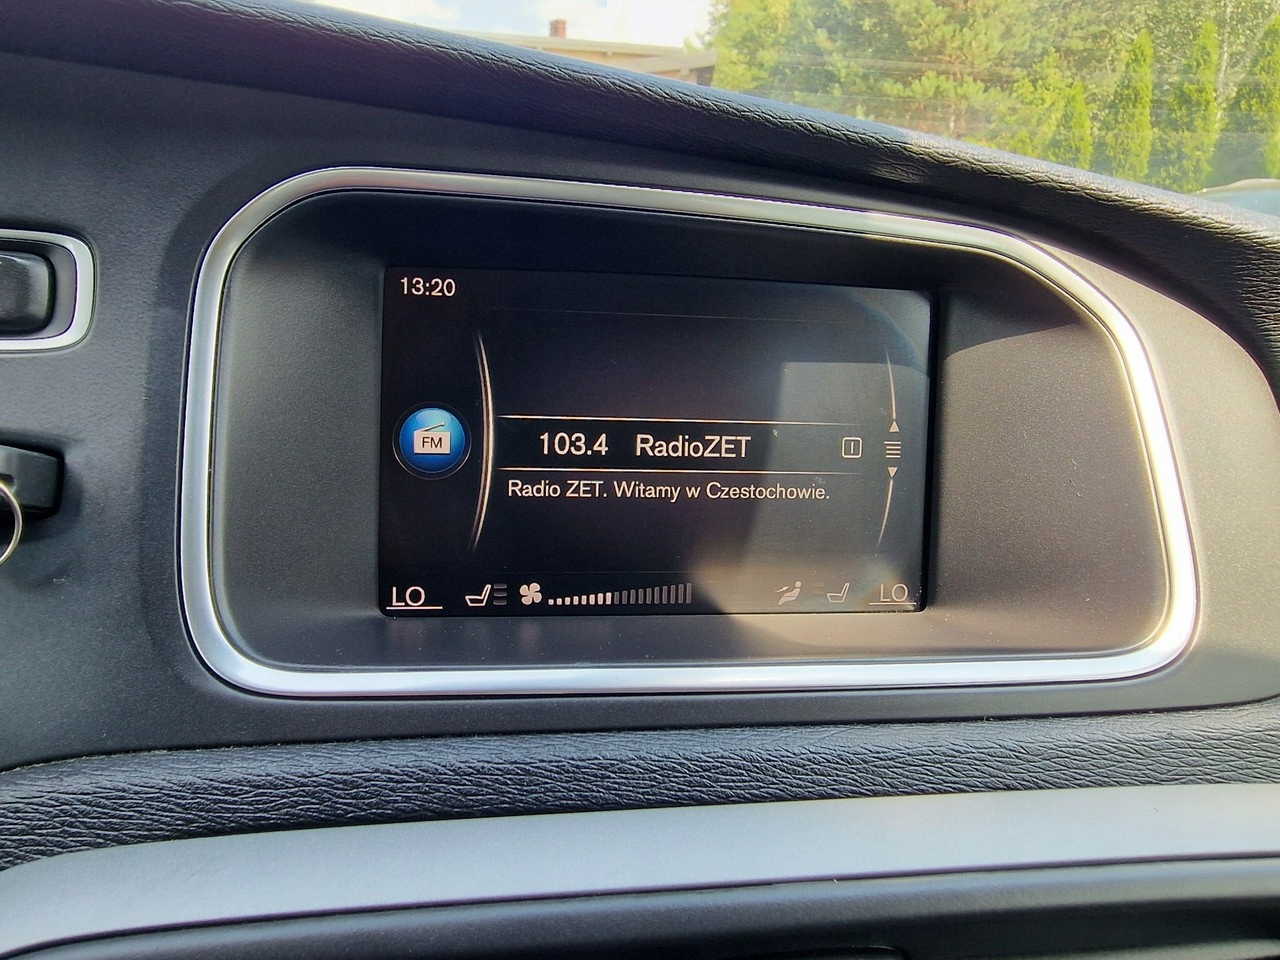 13:20
FM
103.4 RadioZET
Radio ZET. Witamy w Czestochowie.
LO LO